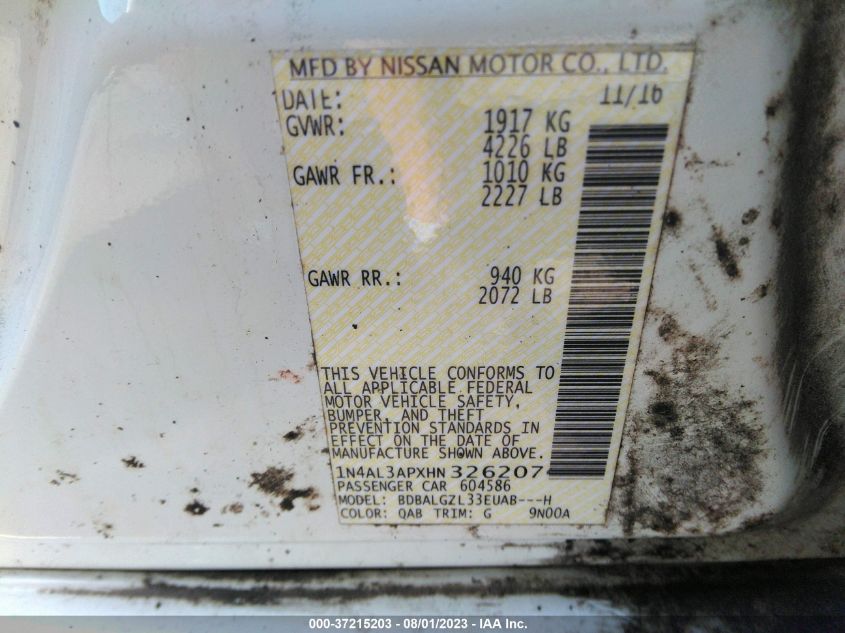 MFD BY NISSAN MOTOR CO., LTD.
DATE: 11/16
GVWR: 1917 KG
4226 LB
GAWR FR.: 1010 KG
2227 LB
GAWR RR.: 940 KG
2072 LB
THIS VEHICLE CONFORMS TO
ALL APPLICABLE FEDERAL
MOTOR VEHICLE SAFETY,
BUMPER, AND THEFT
PREVENTION STANDARDS IN
EFFECT ON THE DATE OF
MANUFACTURE SHOWN ABOVE.
1N4AL3APXHN326207
PASSENGER CAR 604586
MODEL: BDBALGZL33EUAB---H
COLOR: QAB TRIM: G 9N00A
000-37215203 - 08/01/2023 - IAA Inc.